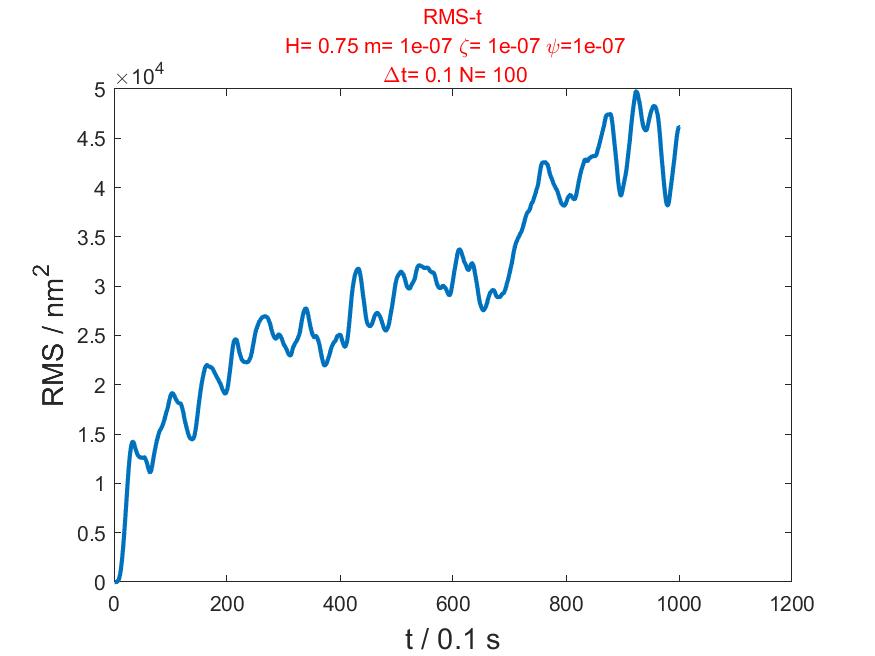 RMS-t
H= 0.75 m= 1e-07 ζ= 1e-07 ψ=1e-07
Δt= 0.1 N= 100
×10^4
5
4.5
4
3.5
3
2.5
2
1.5
1
0.5
0
RMS / nm^2
0 200 400 600 800 1000 1200
t / 0.1 s